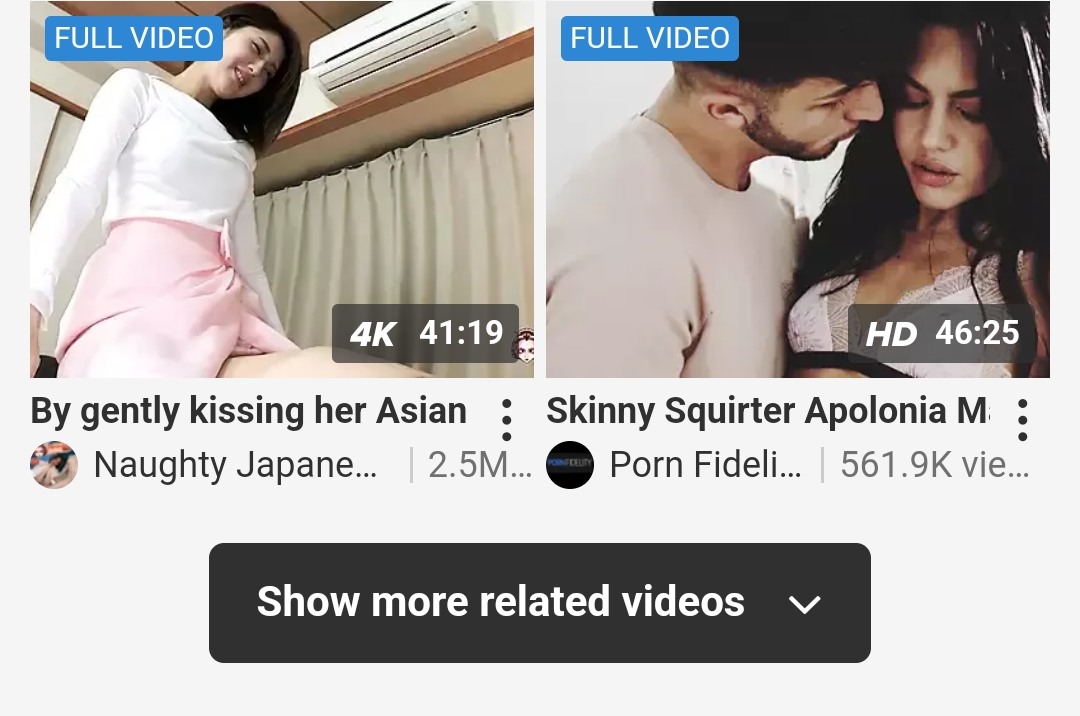 FULL VIDEO
4K 41:19
By gently kissing her Asian
Naughty Japane...
2.5M...
FULL VIDEO
HD 46:25
Skinny Squirter Apolonia
Porn Fideli...
561.9K vie...
Show more related videos